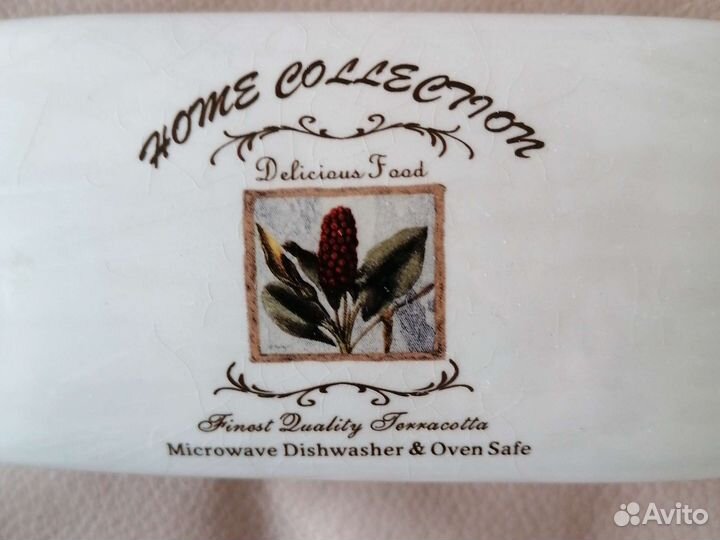 HOME COLLECTION
Delicious Food
Finest Quality Terracotta
Microwave Dishwasher & Oven Safe
Avito